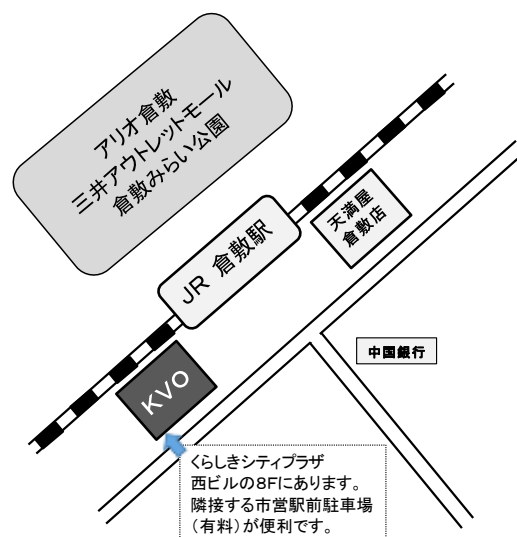 アリオ倉敷
三井アウトレットモール
倉敷みらい公園
JR 倉敷駅
天満屋
倉敷店
中国銀行
KVO
くらしきシティプラザ
西ビルの8Fにあります。
隣接する市営駅前駐車場
(有料)が便利です。